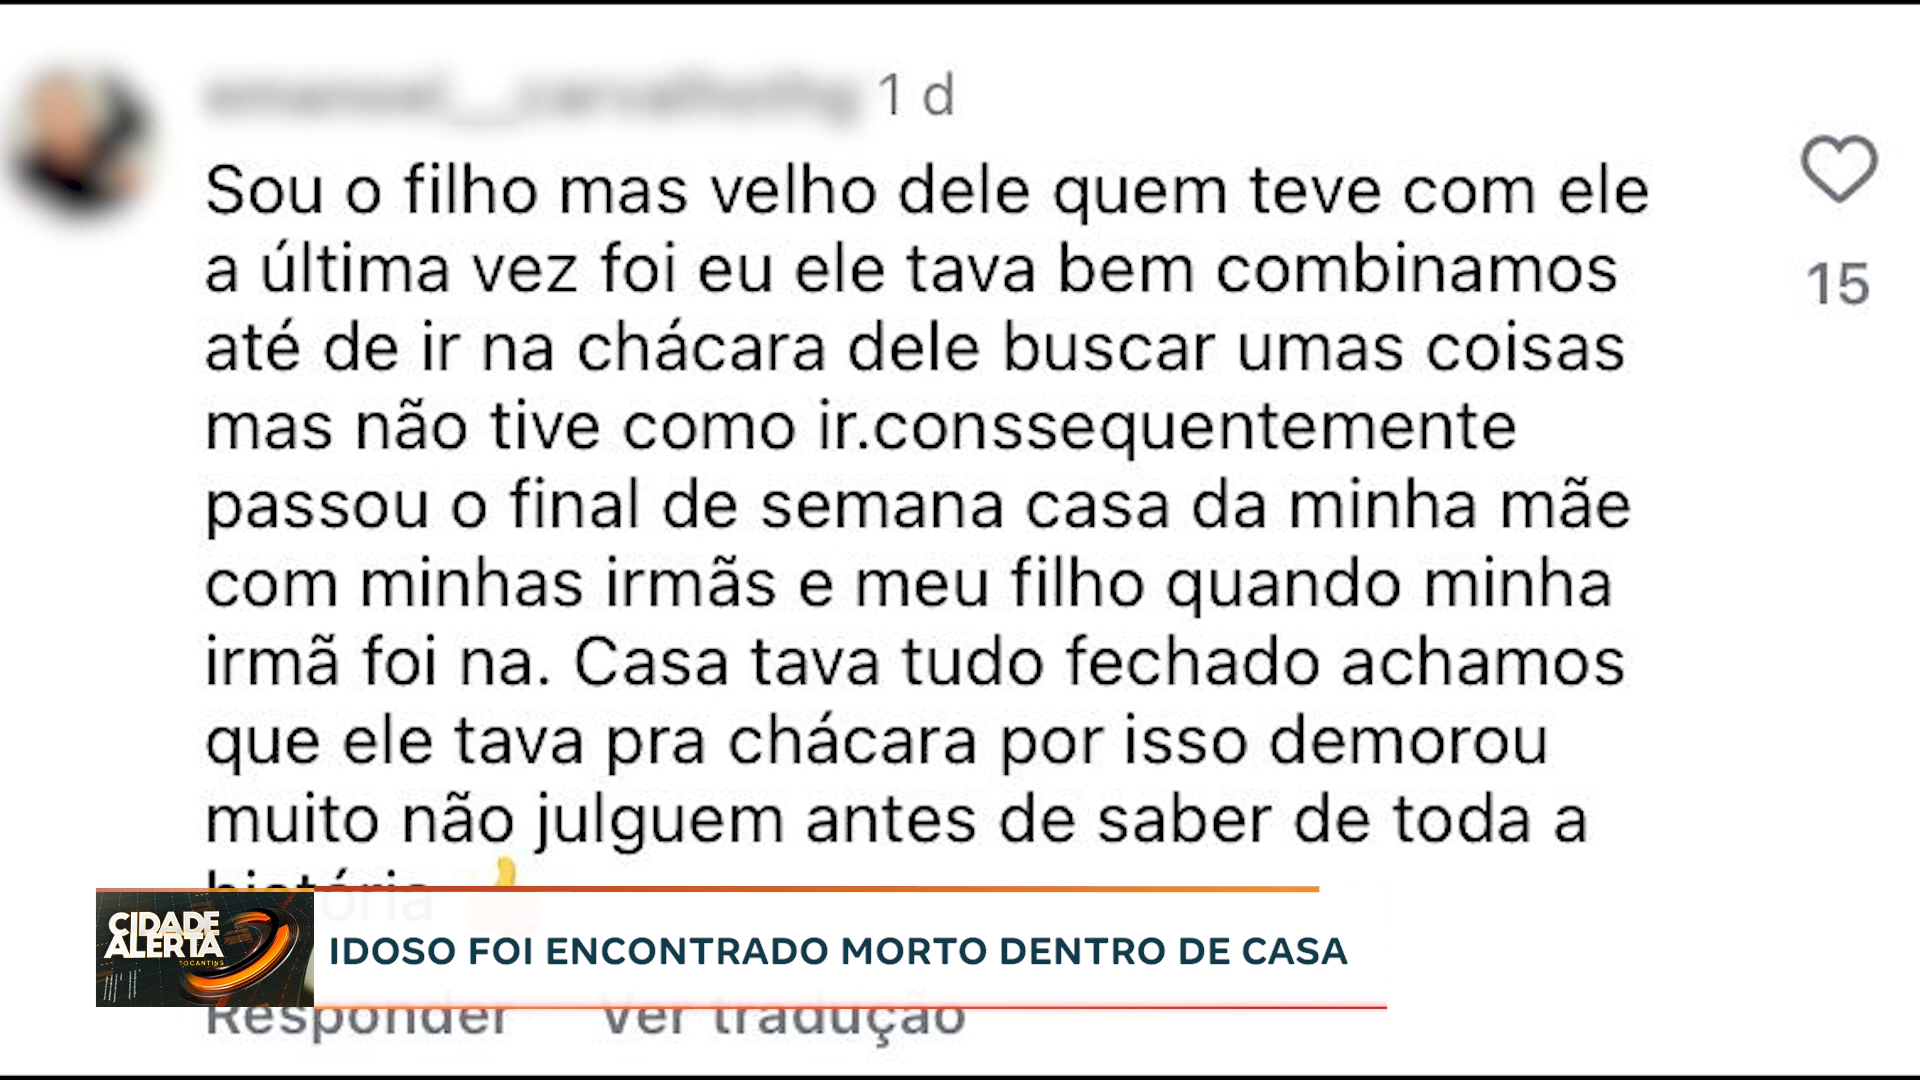 1 d
Sou o filho mas velho dele quem teve com ele
a última vez foi eu ele tava bem combinamos
até de ir na chácara dele buscar umas coisas
mas não tive como ir.conssequentemente
passou o final de semana casa da minha mãe
com minhas irmãs e meu filho quando minha
irmã foi na. Casa tava tudo fechado achamos
que ele tava pra chácara por isso demorou
muito não julguem antes de saber de toda a
história 👍
15
CIDADE
ALERTA
TOCANTINS
IDOSO FOI ENCONTRADO MORTO DENTRO DE CASA
Responder Ver tradução